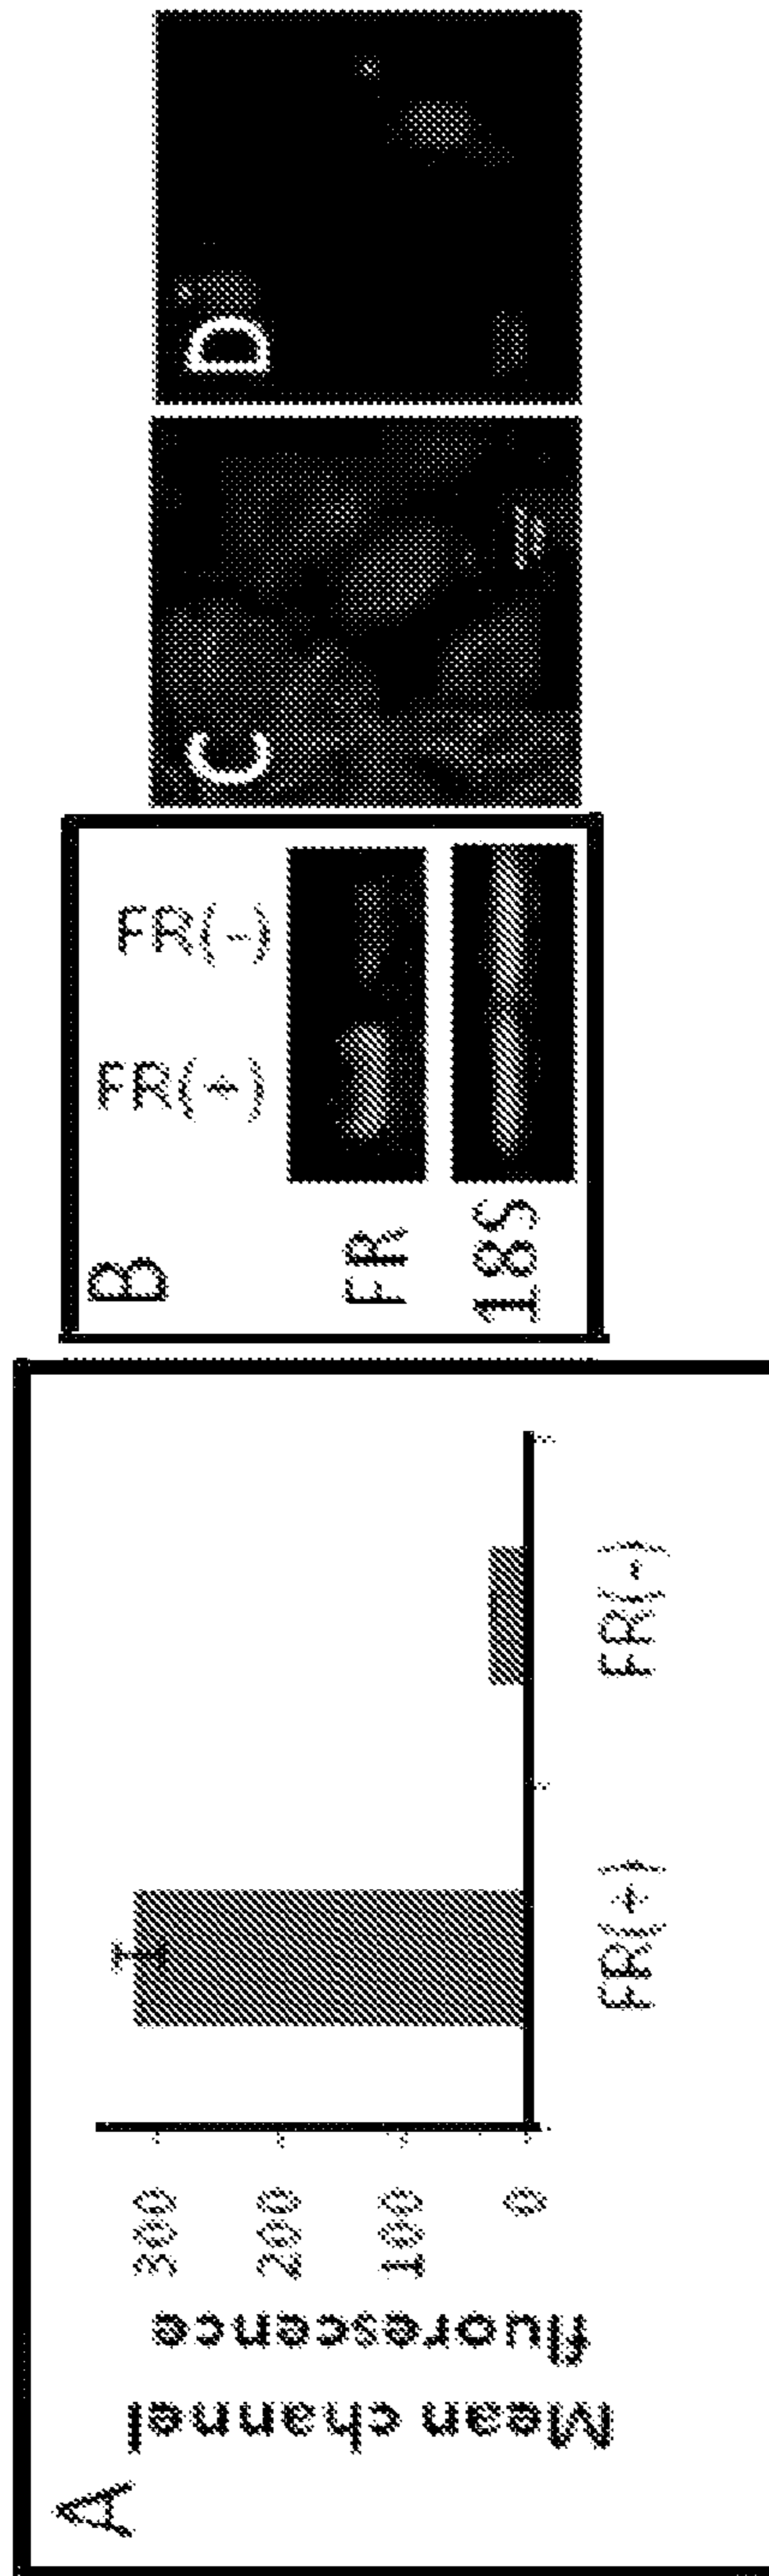 A
Mean channel
fluorescence
300
200
100
0
FR(+)
FR(-)
B
FR(+)
FR(-)
FR
18S
C
D